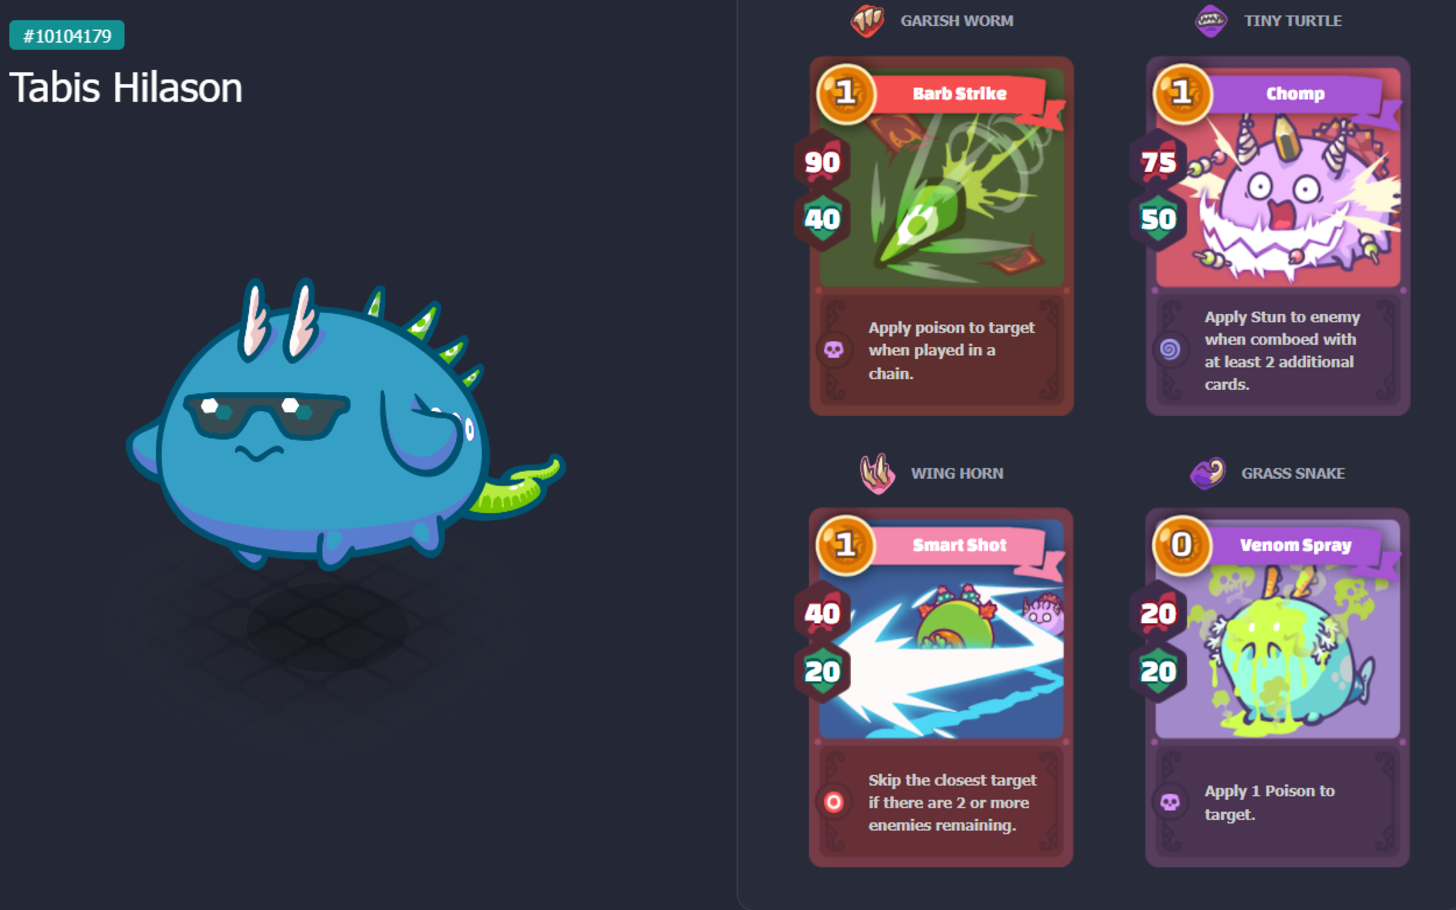 #10104179
Tabis Hilason
GARISH WORM
1
Barb Strike
90
40
Apply poison to target
when played in a
chain.
TINY TURTLE
1
Chomp
75
50
Apply Stun to enemy
when comboed with
at least 2 additional
cards.
WING HORN
1
Smart Shot
40
20
Skip the closest target
if there are 2 or more
enemies remaining.
GRASS SNAKE
0
Venom Spray
20
20
Apply 1 Poison to
target.